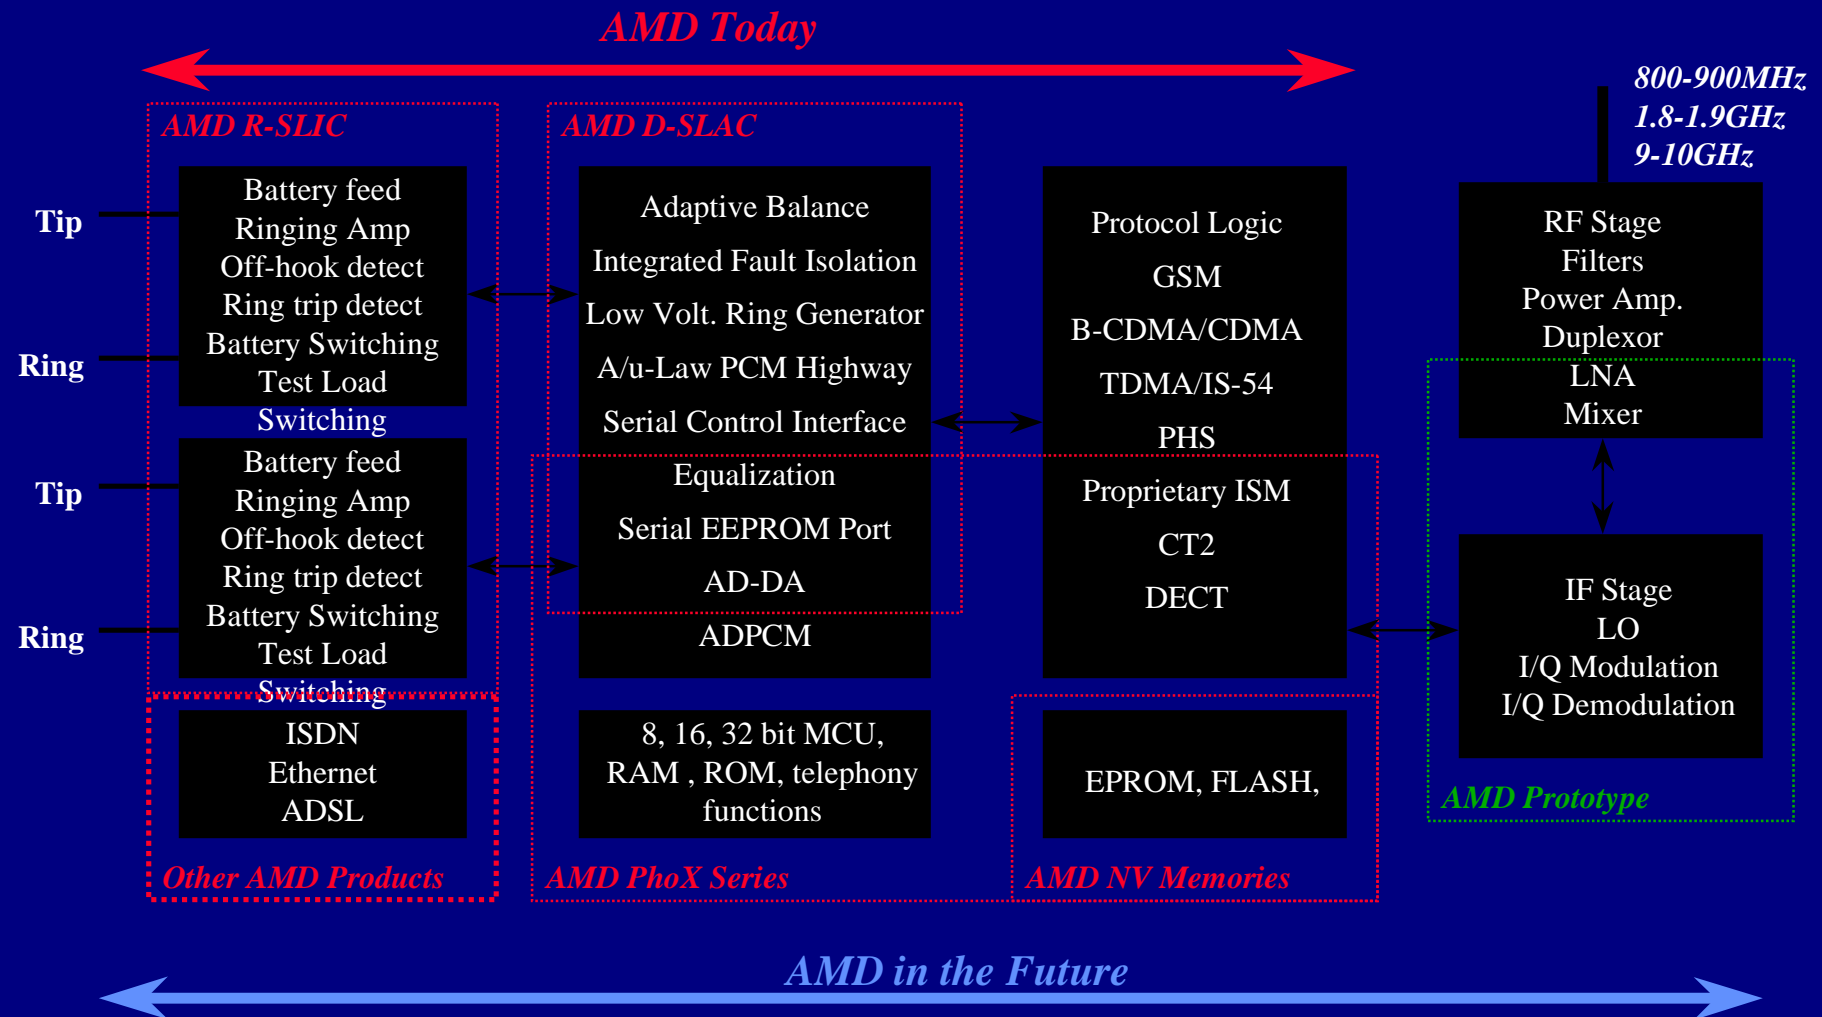 AMD Today
800-900MHz
1.8-1.9GHz
9-10GHz
AMD R-SLIC
Tip
Ring
Battery feed
Ringing Amp
Off-hook detect
Ring trip detect
Battery Switching
Test Load
Switching
Tip
Ring
Battery feed
Ringing Amp
Off-hook detect
Ring trip detect
Battery Switching
Test Load
Switching
ISDN
Ethernet
ADSL
Other AMD Products
AMD D-SLAC
Adaptive Balance
Integrated Fault Isolation
Low Volt. Ring Generator
A/u-Law PCM Highway
Serial Control Interface
Equalization
Serial EEPROM Port
AD-DA
ADPCM
8, 16, 32 bit MCU,
RAM , ROM, telephony
functions
AMD PhoX Series
Protocol Logic
GSM
B-CDMA/CDMA
TDMA/IS-54
PHS
Proprietary ISM
CT2
DECT
EPROM, FLASH,
AMD NV Memories
RF Stage
Filters
Power Amp.
Duplexor
LNA
Mixer
IF Stage
LO
I/Q Modulation
I/Q Demodulation
AMD Prototype
AMD in the Future